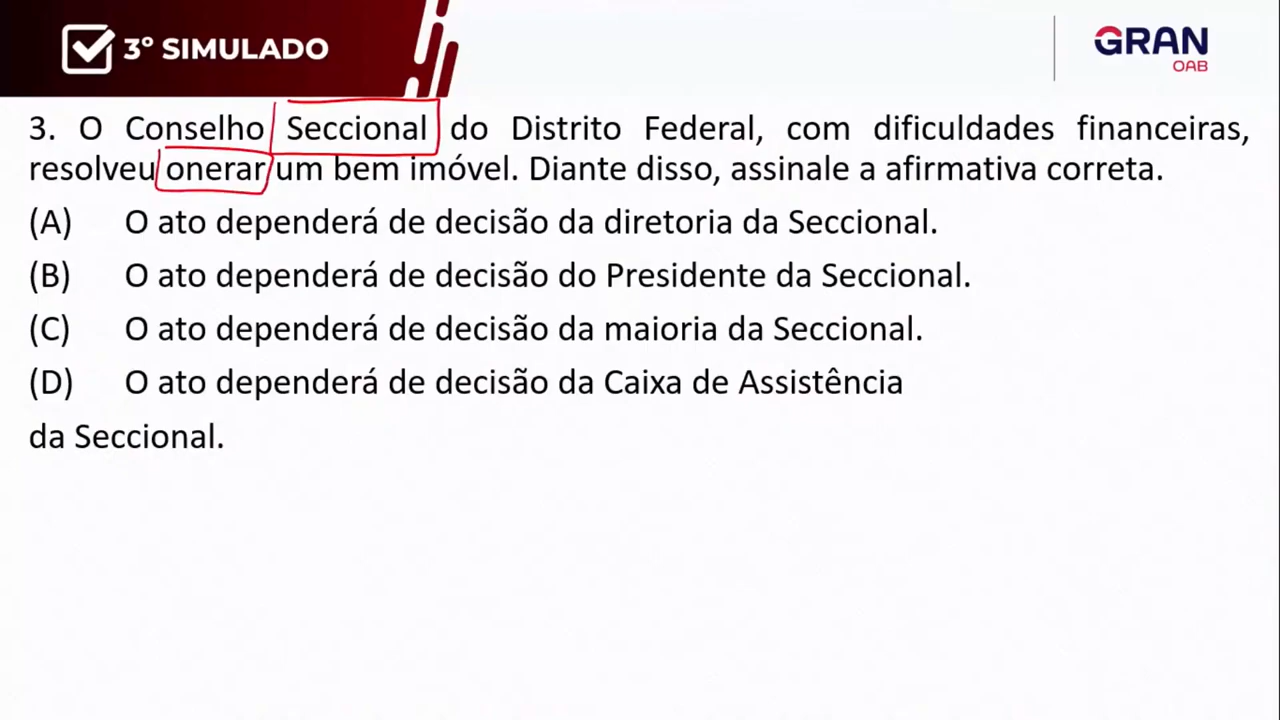 3º SIMULADO
GRAN
OAB
3. O Conselho Seccional do Distrito Federal, com dificuldades financeiras,
resolveu onerar um bem imóvel. Diante disso, assinale a afirmativa correta.
(A) O ato dependerá de decisão da diretoria da Seccional.
(B) O ato dependerá de decisão do Presidente da Seccional.
(C) O ato dependerá de decisão da maioria da Seccional.
(D) O ato dependerá de decisão da Caixa de Assistência
da Seccional.